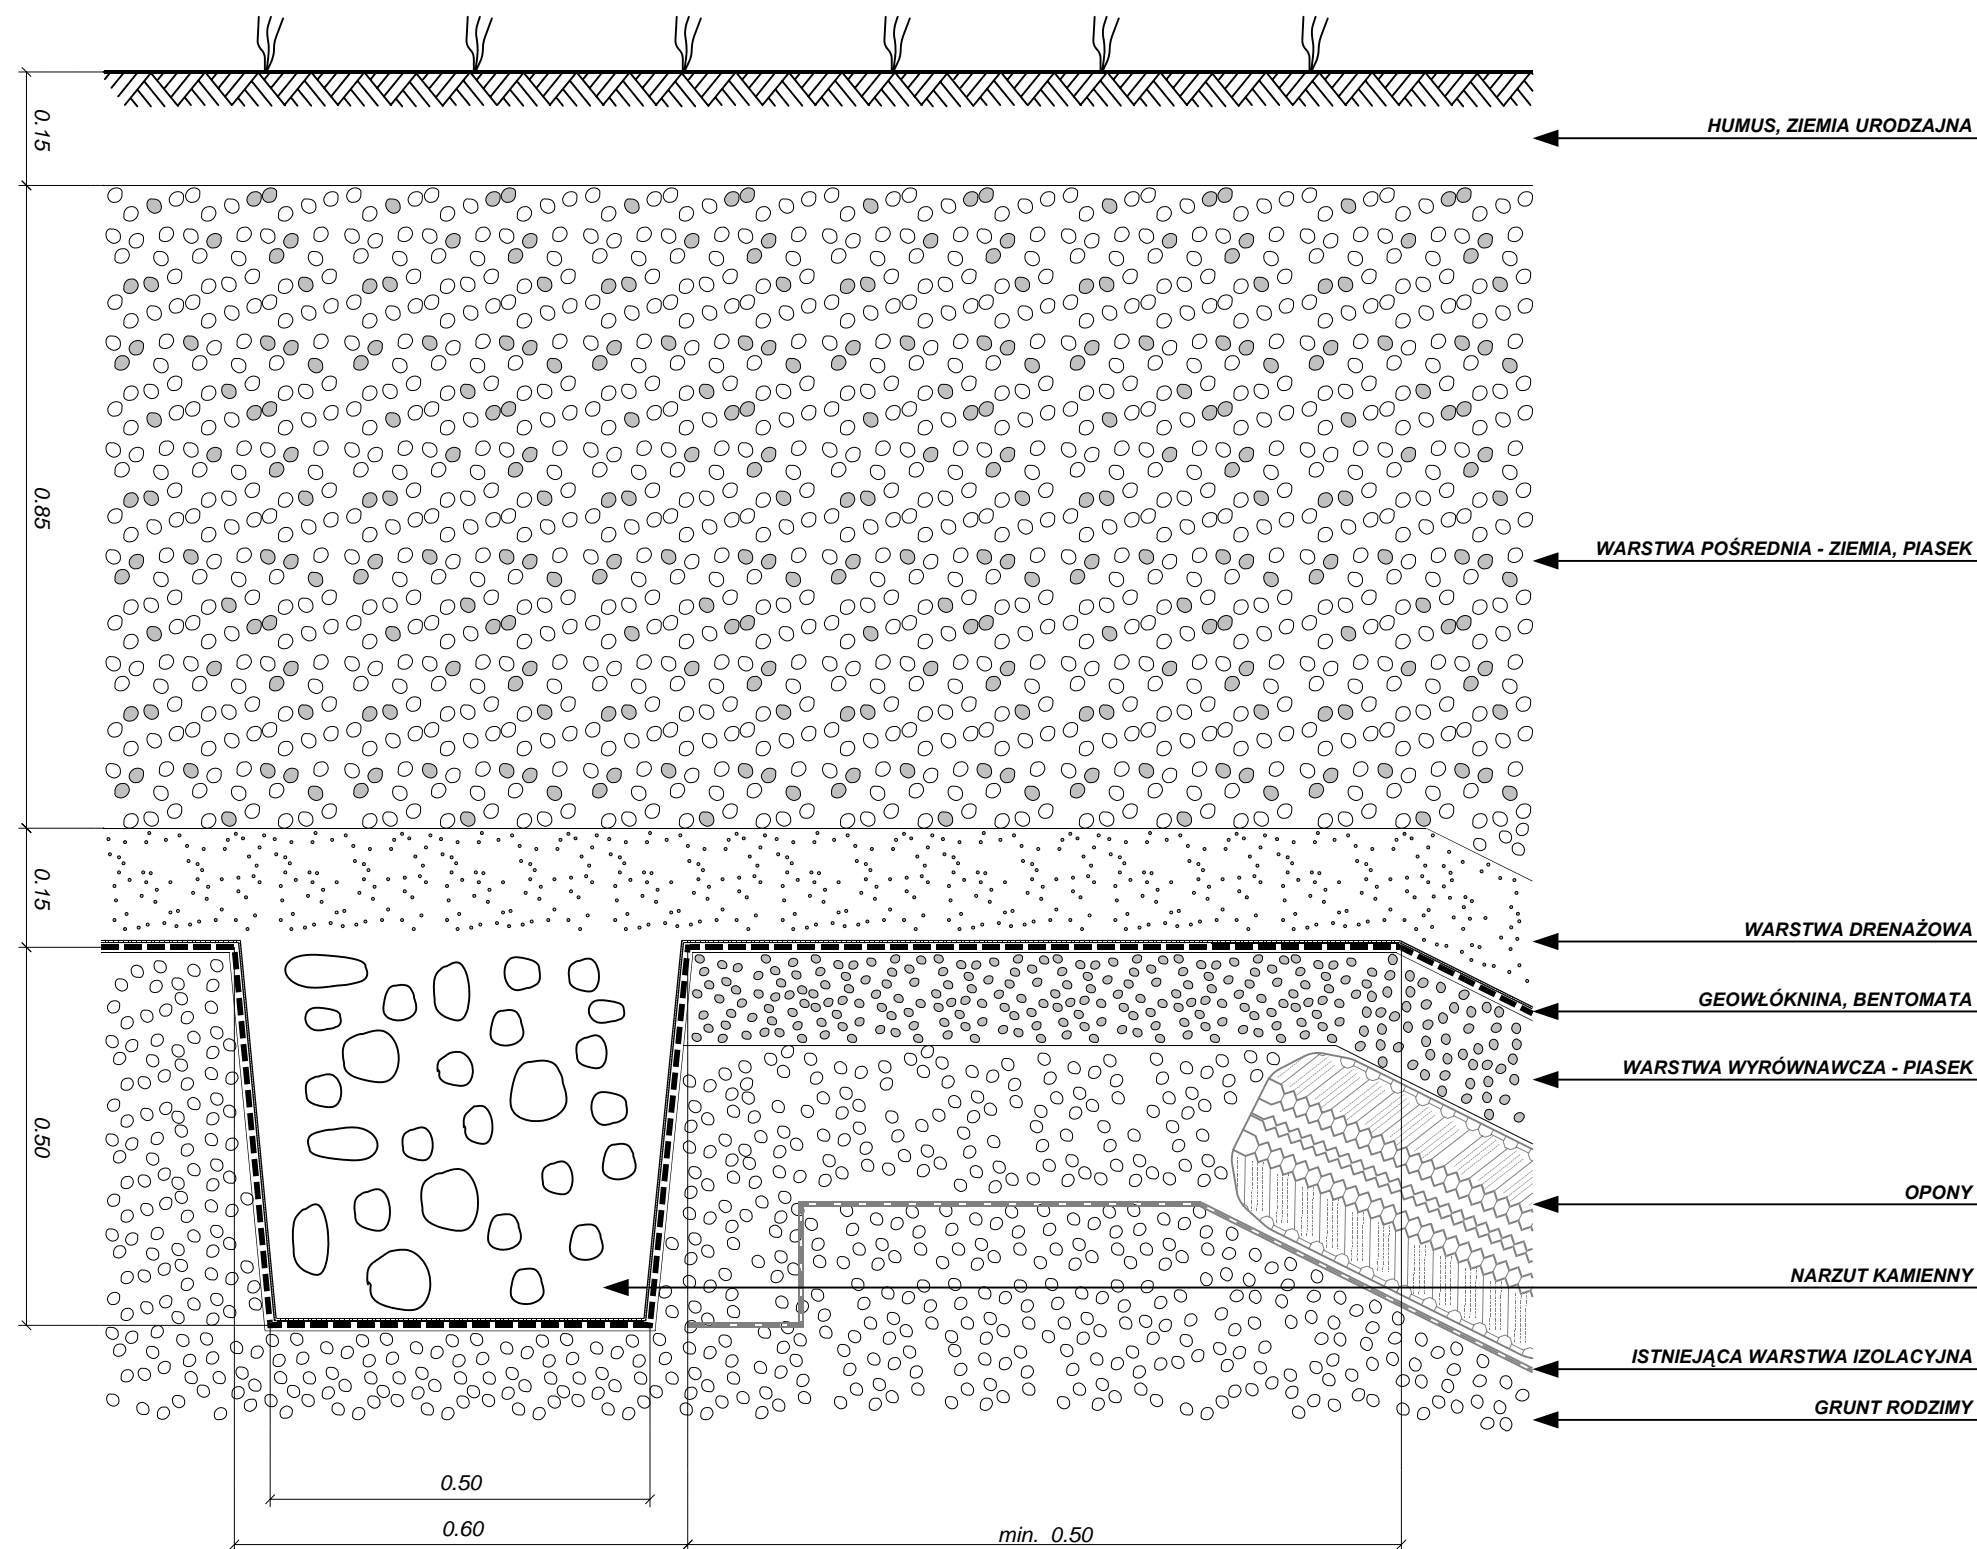 0.15
HUMUS, ZIEMIA URODZAJNA
0.85
WARSTWA POŚREDNIA - ZIEMIA, PIASEK
0.15
WARSTWA DRENAŻOWA
GEOWŁÓKNINA, BENTOMATA
WARSTWA WYRÓWNAWCZA - PIASEK
0.50
OPONY
NARZUT KAMIENNY
ISTNIEJĄCA WARSTWA IZOLACYJNA
GRUNT RODZIMY
0.50
0.60
min. 0.50